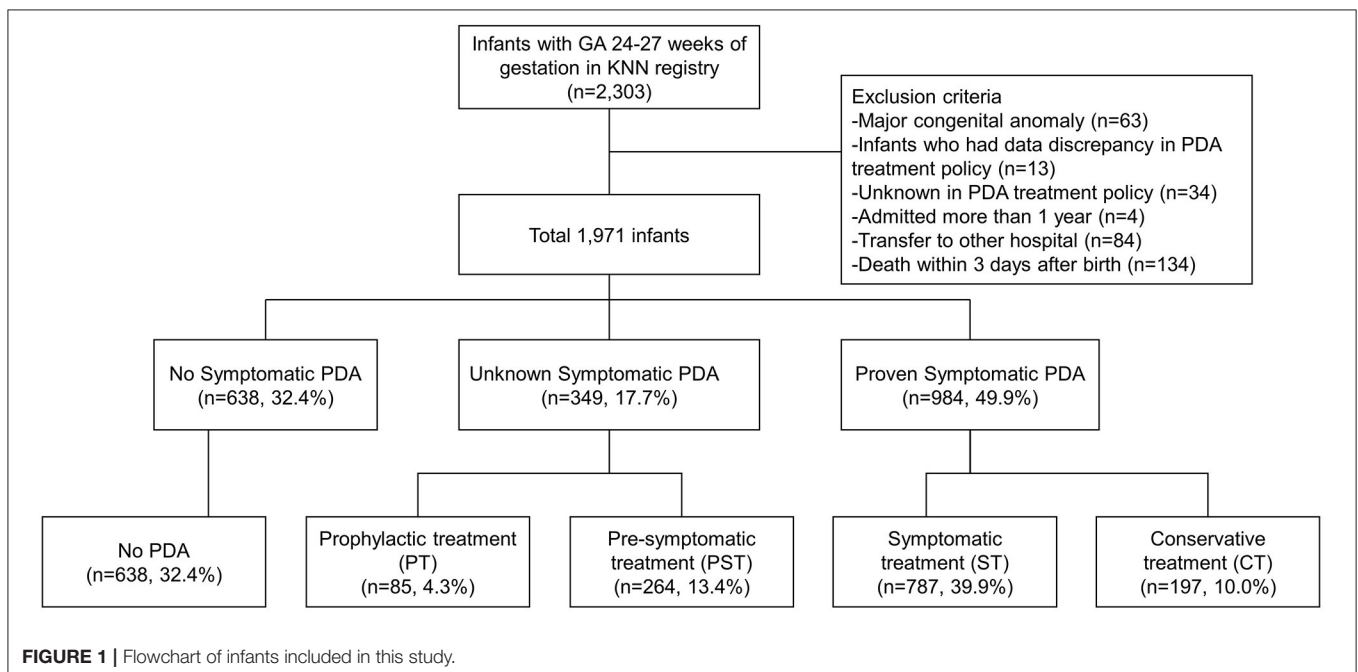 Infants with GA 24-27 weeks of
gestation in KNN registry
(n=2,303)
Exclusion criteria
-Major congenital anomaly (n=63)
-Infants who had data discrepancy in PDA
treatment policy (n=13)
-Unknown in PDA treatment policy (n=34)
-Admitted more than 1 year (n=4)
-Transfer to other hospital (n=84)
-Death within 3 days after birth (n=134)
Total 1,971 infants
No Symptomatic PDA
(n=638, 32.4%)
Unknown Symptomatic PDA
(n=349, 17.7%)
Proven Symptomatic PDA
(n=984, 49.9%)
No PDA
(n=638, 32.4%)
Prophylactic treatment
(PT)
(n=85, 4.3%)
Pre-symptomatic
treatment (PST)
(n=264, 13.4%)
Symptomatic
treatment (ST)
(n=787, 39.9%)
Conservative
treatment (CT)
(n=197, 10.0%)
FIGURE 1 | Flowchart of infants included in this study.